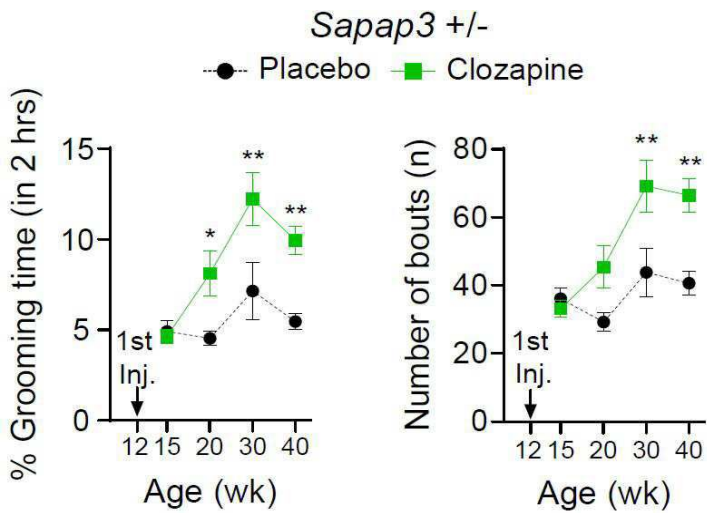 Sapap3 +/-
Placebo Clozapine
% Grooming time (in 2 hrs)
15
10
5
0
*
**
**
1st
Inj.
12 15 20 30 40
Age (wk)
Number of bouts (n)
80
60
40
20
0
**
**
1st
Inj.
12 15 20 30 40
Age (wk)